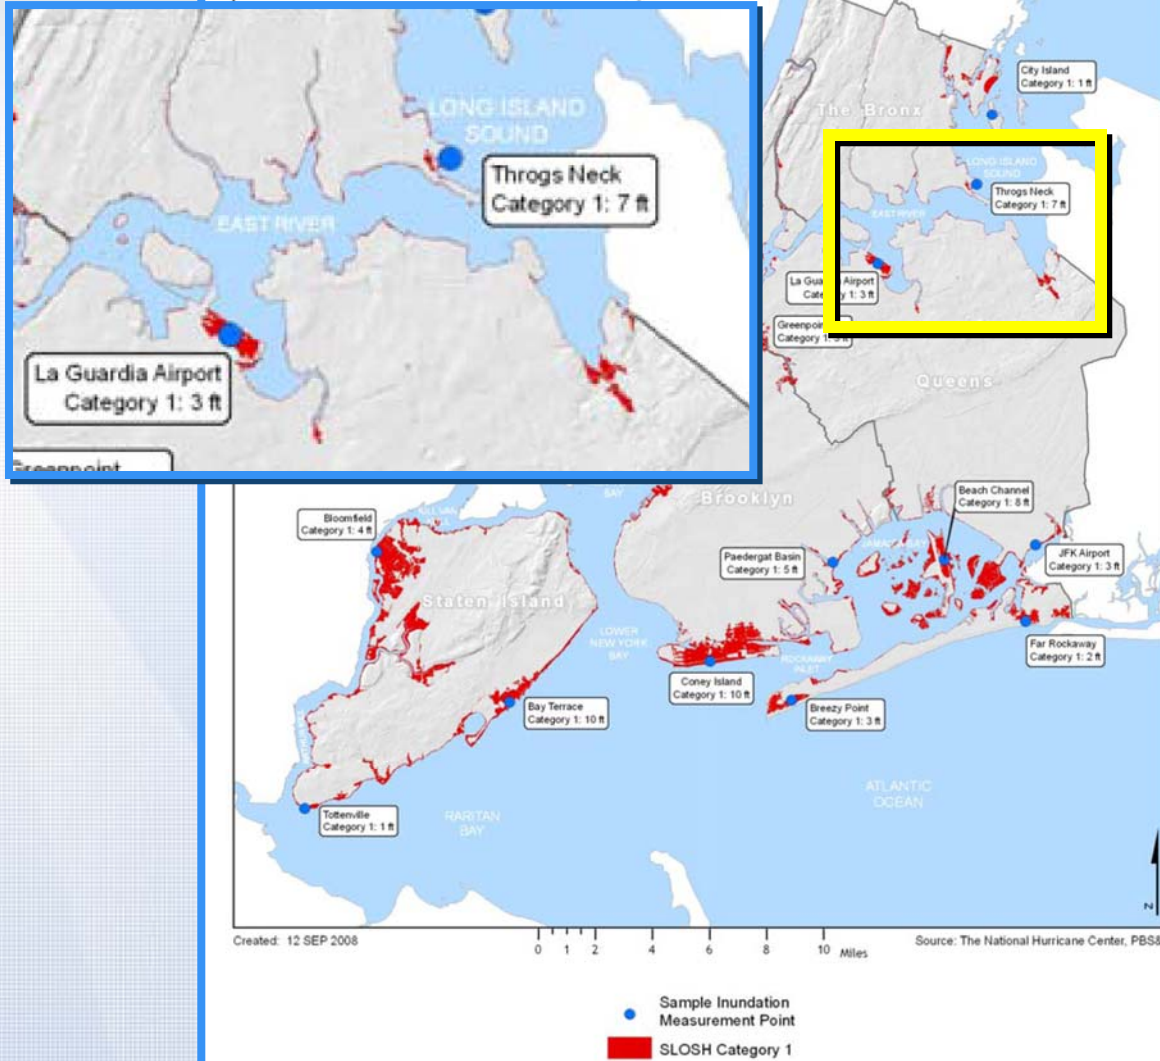 LONG ISLAND
SOUND
Throgs Neck
Category 1: 7 ft
EAST RIVER
La Guardia Airport
Category 1: 3 ft
Greenpoint
City Island
Category 1: 1 ft
The Bronx
LONG ISLAND
SOUND
Throgs Neck
Category 1: 7 ft
EAST RIVER
La Guardia Airport
Category 1: 3 ft
Queens
Brooklyn
BAY
KILL VAN
Bloomfield
Category 1: 4 ft
Beach Channel
Category 1: 8 ft
JAMAICA BAY
Paedergat Basin
Category 1: 5 ft
JFK Airport
Category 1: 3 ft
Staten Island
LOWER
NEW YORK
BAY
ROCKAWAY
INLET
Far Rockaway
Category 1: 2 ft
Coney Island
Category 1: 10 ft
Bay Terrace
Category 1: 10 ft
Breezy Point
Category 1: 3 ft
ATLANTIC
OCEAN
Tottenville
Category 1: 1 ft
RARITAN
BAY
N
Created: 12 SEP 2008
0 1 2 4 6 8 10 Miles
Source: The National Hurricane Center, PBS&
Sample Inundation
Measurement Point
SLOSH Category 1